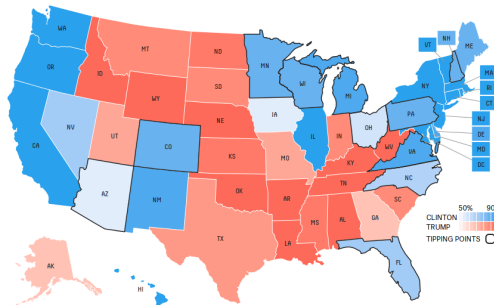 WA
OR
CA
NV
ID
MT
WY
UT
AZ
CO
NM
ND
SD
NE
KS
OK
TX
MN
IA
MO
AR
LA
WI
IL
MI
IN
OH
KY
TN
MS
AL
GA
FL
SC
NC
VA
WV
PA
NY
VT
NH
ME
MA
RI
CT
NJ
DE
MD
DC
AK
HI
50% 90
CLINTON
TRUMP
TIPPING POINTS